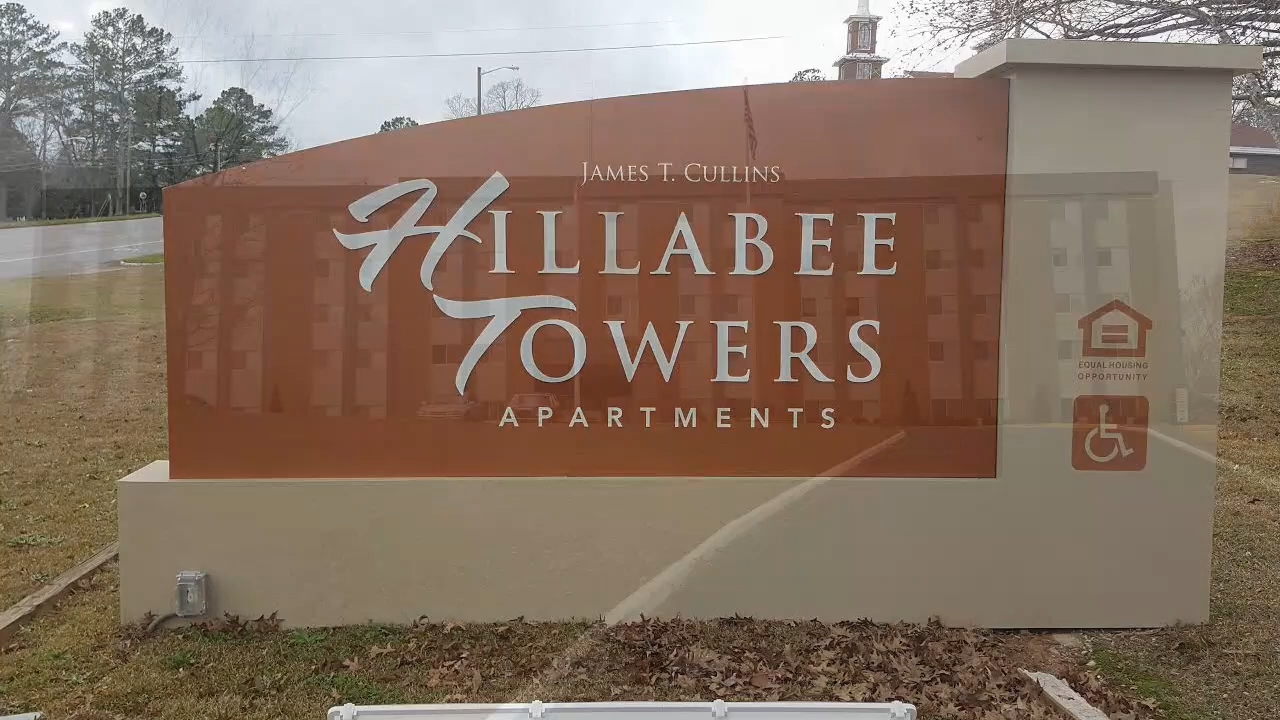 James T. Cullins
Hillabee
Towers
APARTMENTS
EQUAL HOUSING
OPPORTUNITY